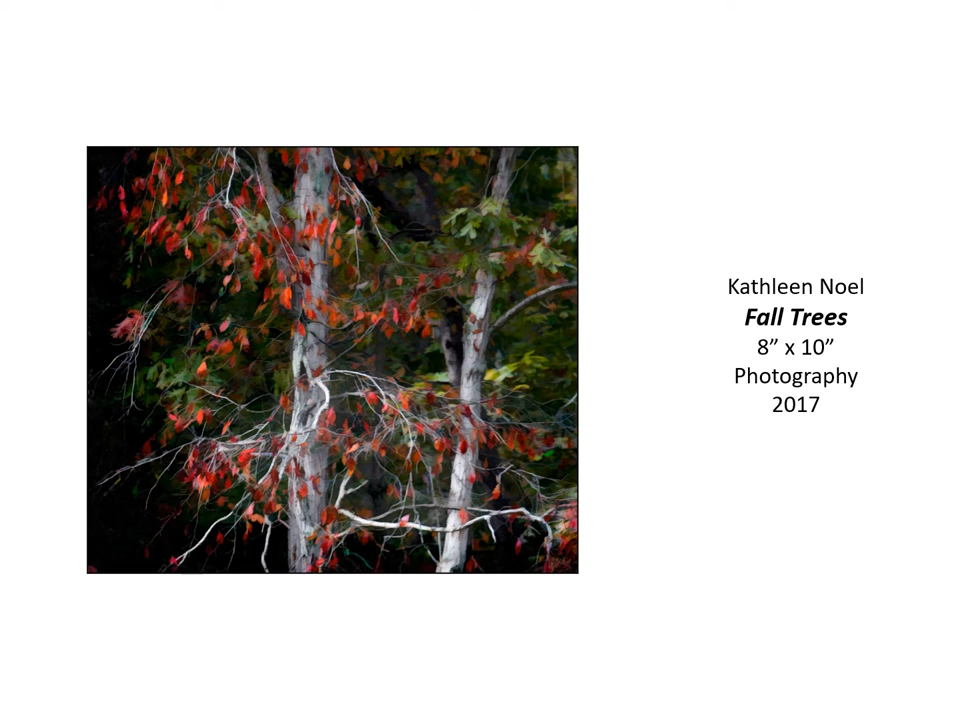 Kathleen Noel
Fall Trees
8” x 10”
Photography
2017